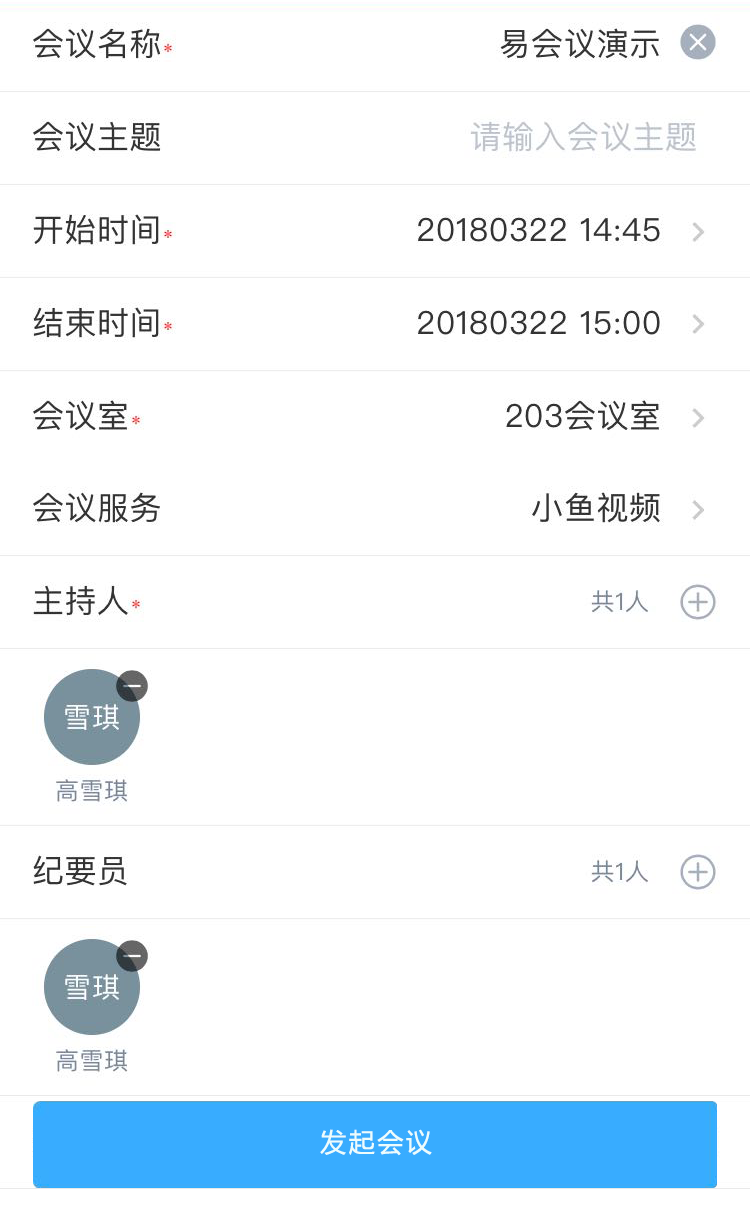 会议名称* 易会议演示
会议主题 请输入会议主题
开始时间* 20180322 14:45
结束时间* 20180322 15:00
会议室* 203会议室
会议服务 小鱼视频
主持人* 共1人
雪琪
高雪琪
纪要员 共1人
雪琪
高雪琪
发起会议